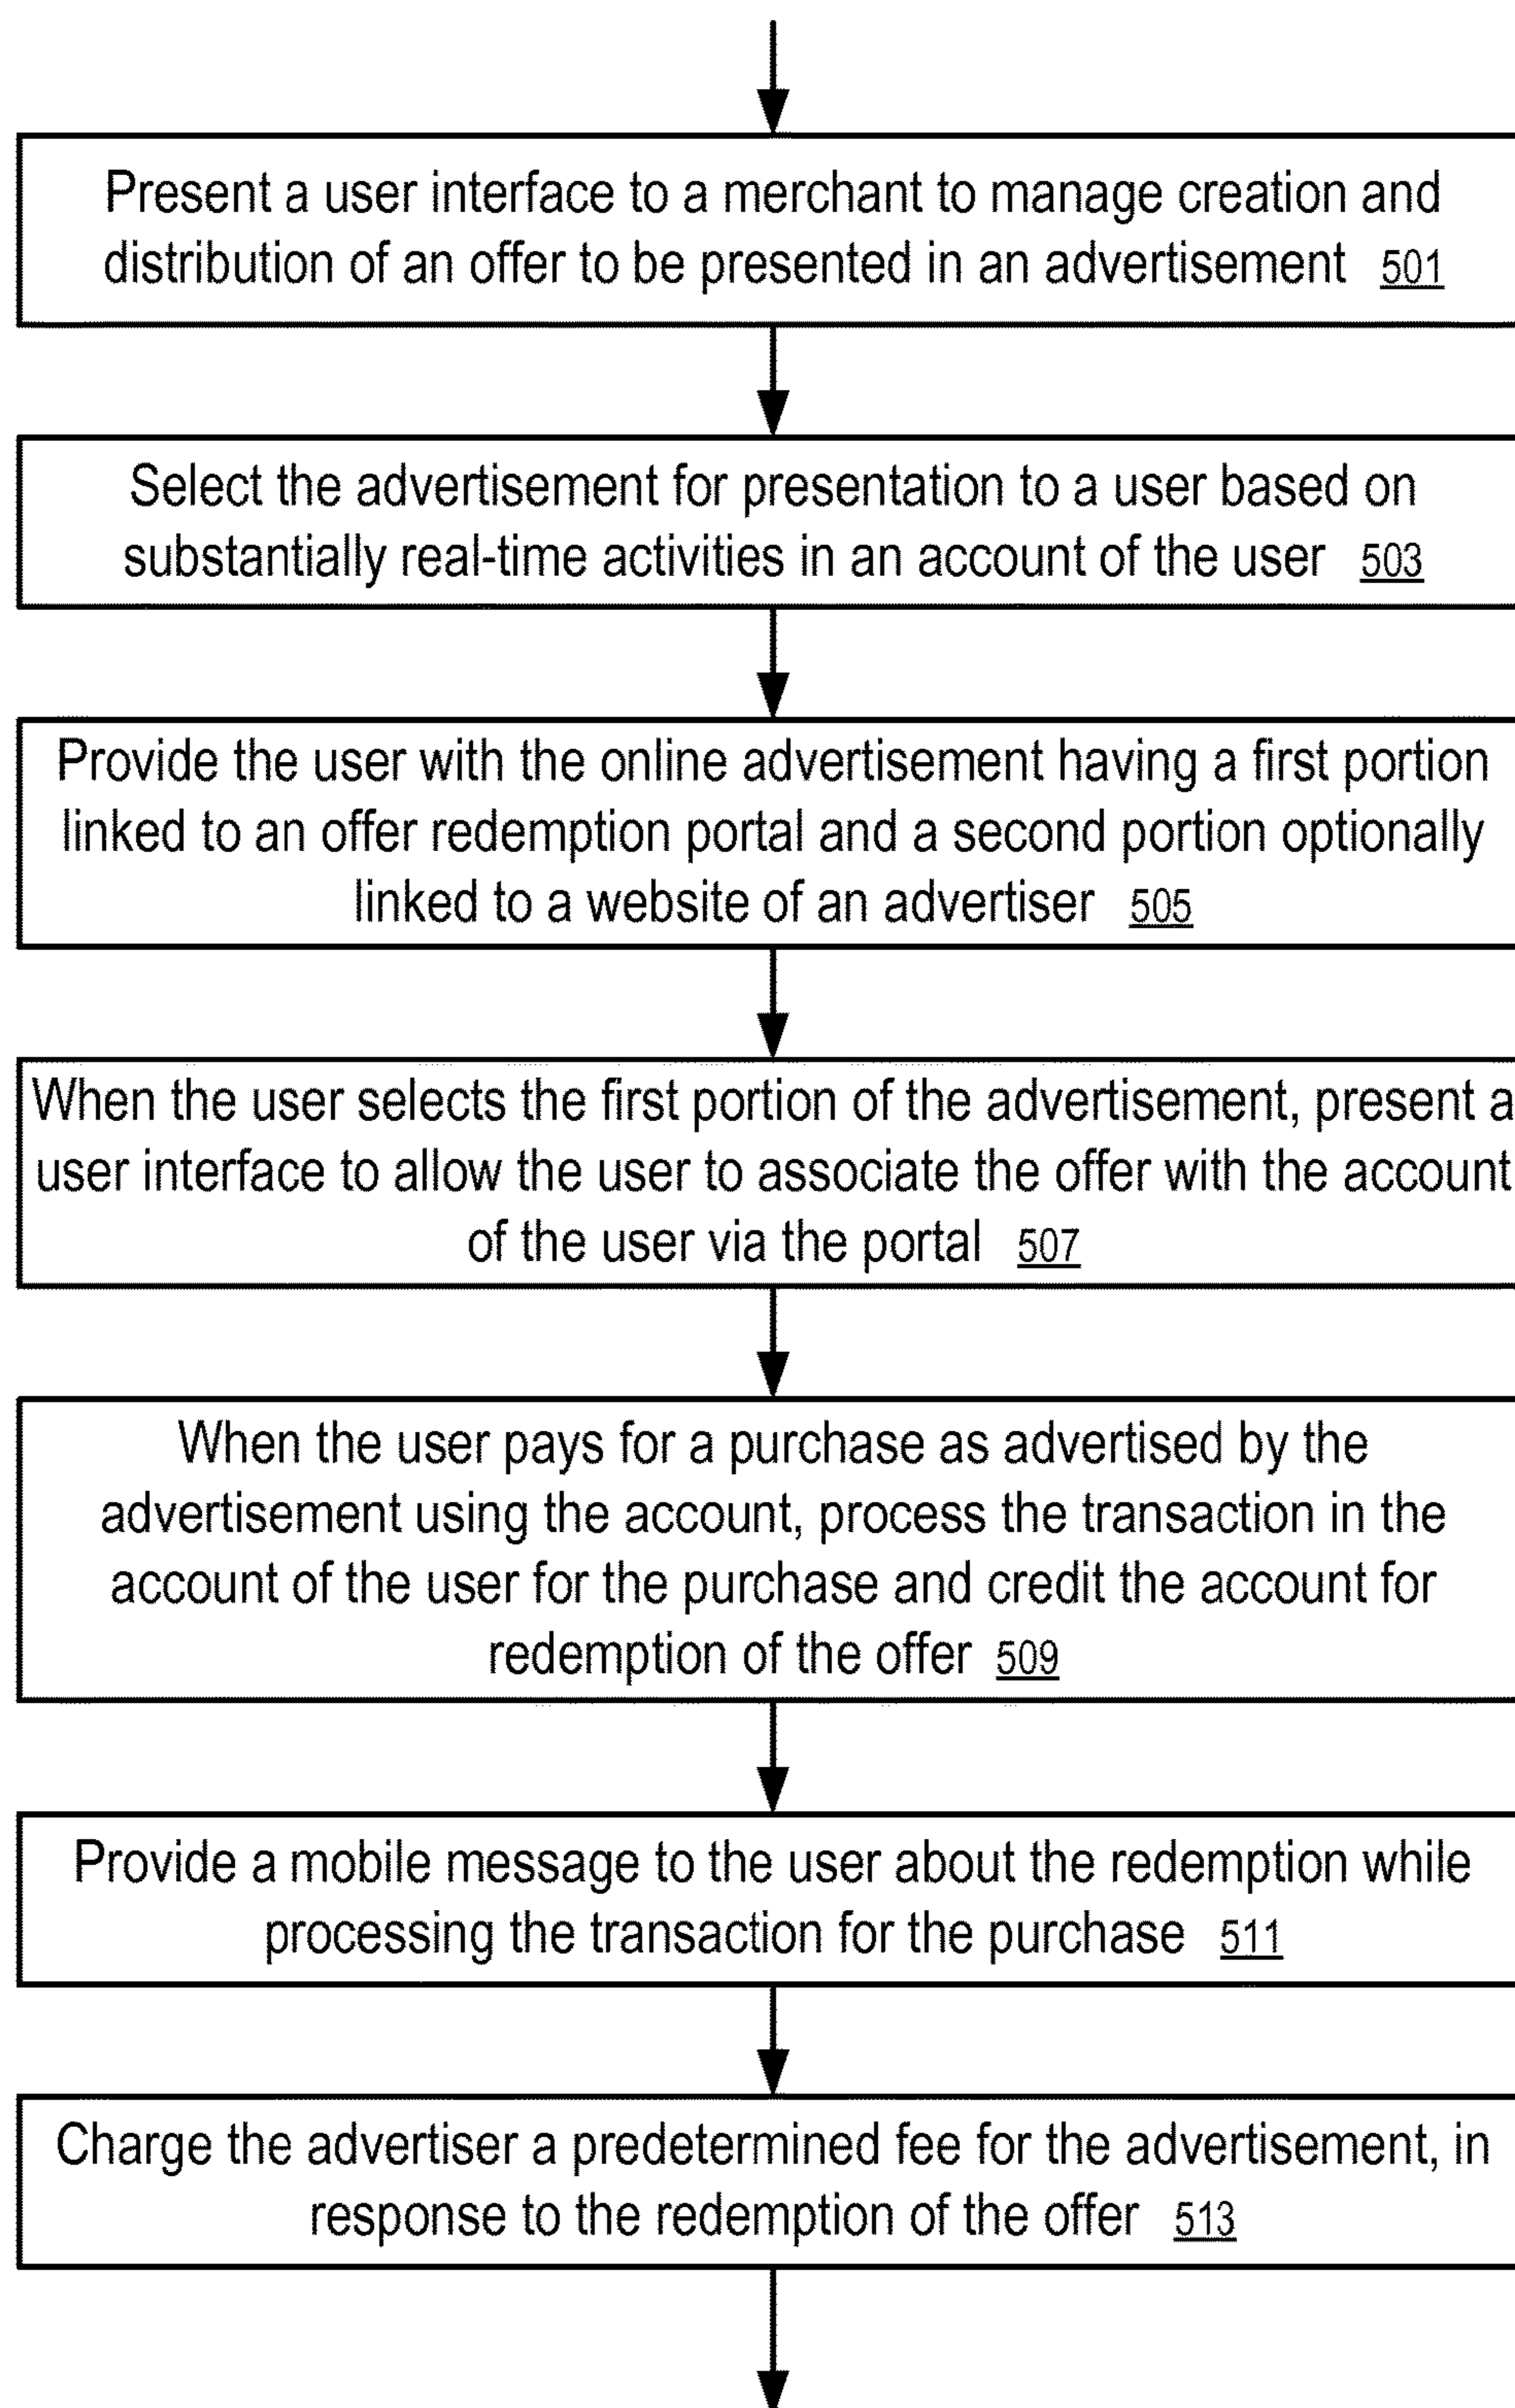 Present a user interface to a merchant to manage creation and
distribution of an offer to be presented in an advertisement 501
Select the advertisement for presentation to a user based on
substantially real-time activities in an account of the user 503
Provide the user with the online advertisement having a first portion
linked to an offer redemption portal and a second portion optionally
linked to a website of an advertiser 505
When the user selects the first portion of the advertisement, present a
user interface to allow the user to associate the offer with the account
of the user via the portal 507
When the user pays for a purchase as advertised by the
advertisement using the account, process the transaction in the
account of the user for the purchase and credit the account for
redemption of the offer 509
Provide a mobile message to the user about the redemption while
processing the transaction for the purchase 511
Charge the advertiser a predetermined fee for the advertisement, in
response to the redemption of the offer 513